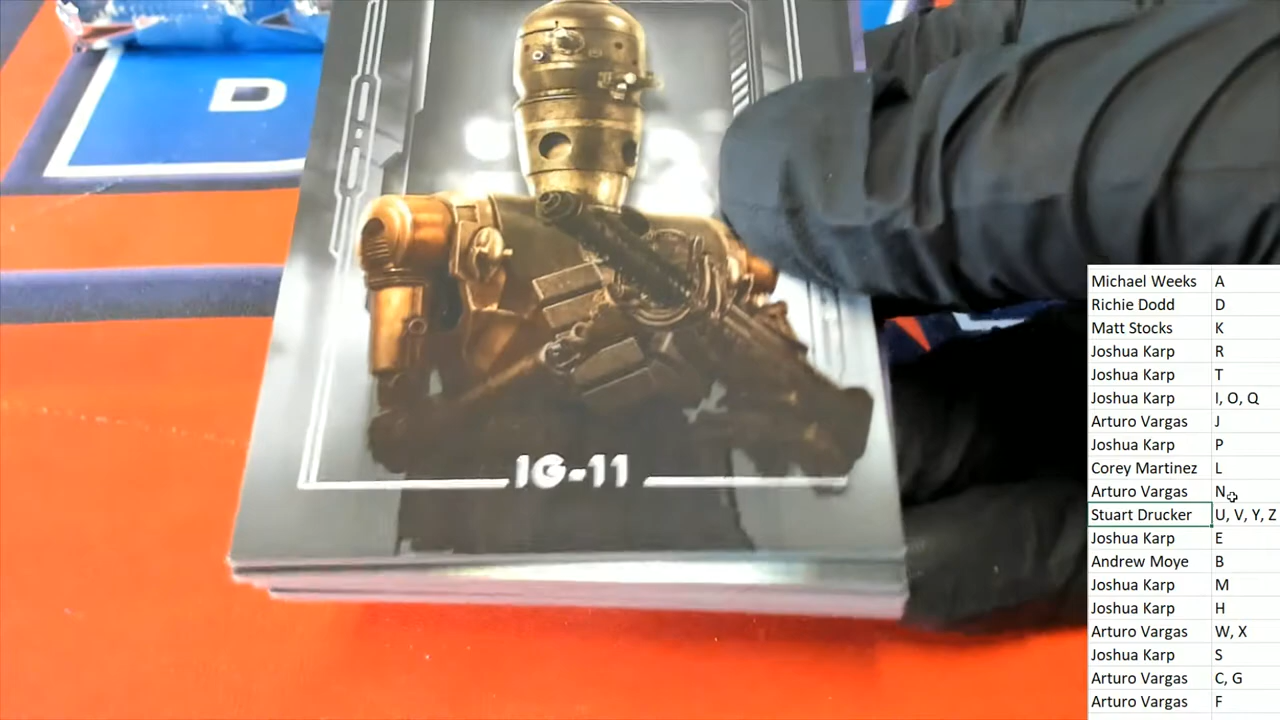 D
IG-11
Michael Weeks A
Richie Dodd D
Matt Stocks K
Joshua Karp R
Joshua Karp T
Joshua Karp I, O, Q
Arturo Vargas J
Joshua Karp P
Corey Martinez L
Arturo Vargas N
Stuart Drucker U, V, Y, Z
Joshua Karp E
Andrew Moye B
Joshua Karp M
Joshua Karp H
Arturo Vargas W, X
Joshua Karp S
Arturo Vargas C, G
Arturo Vargas F